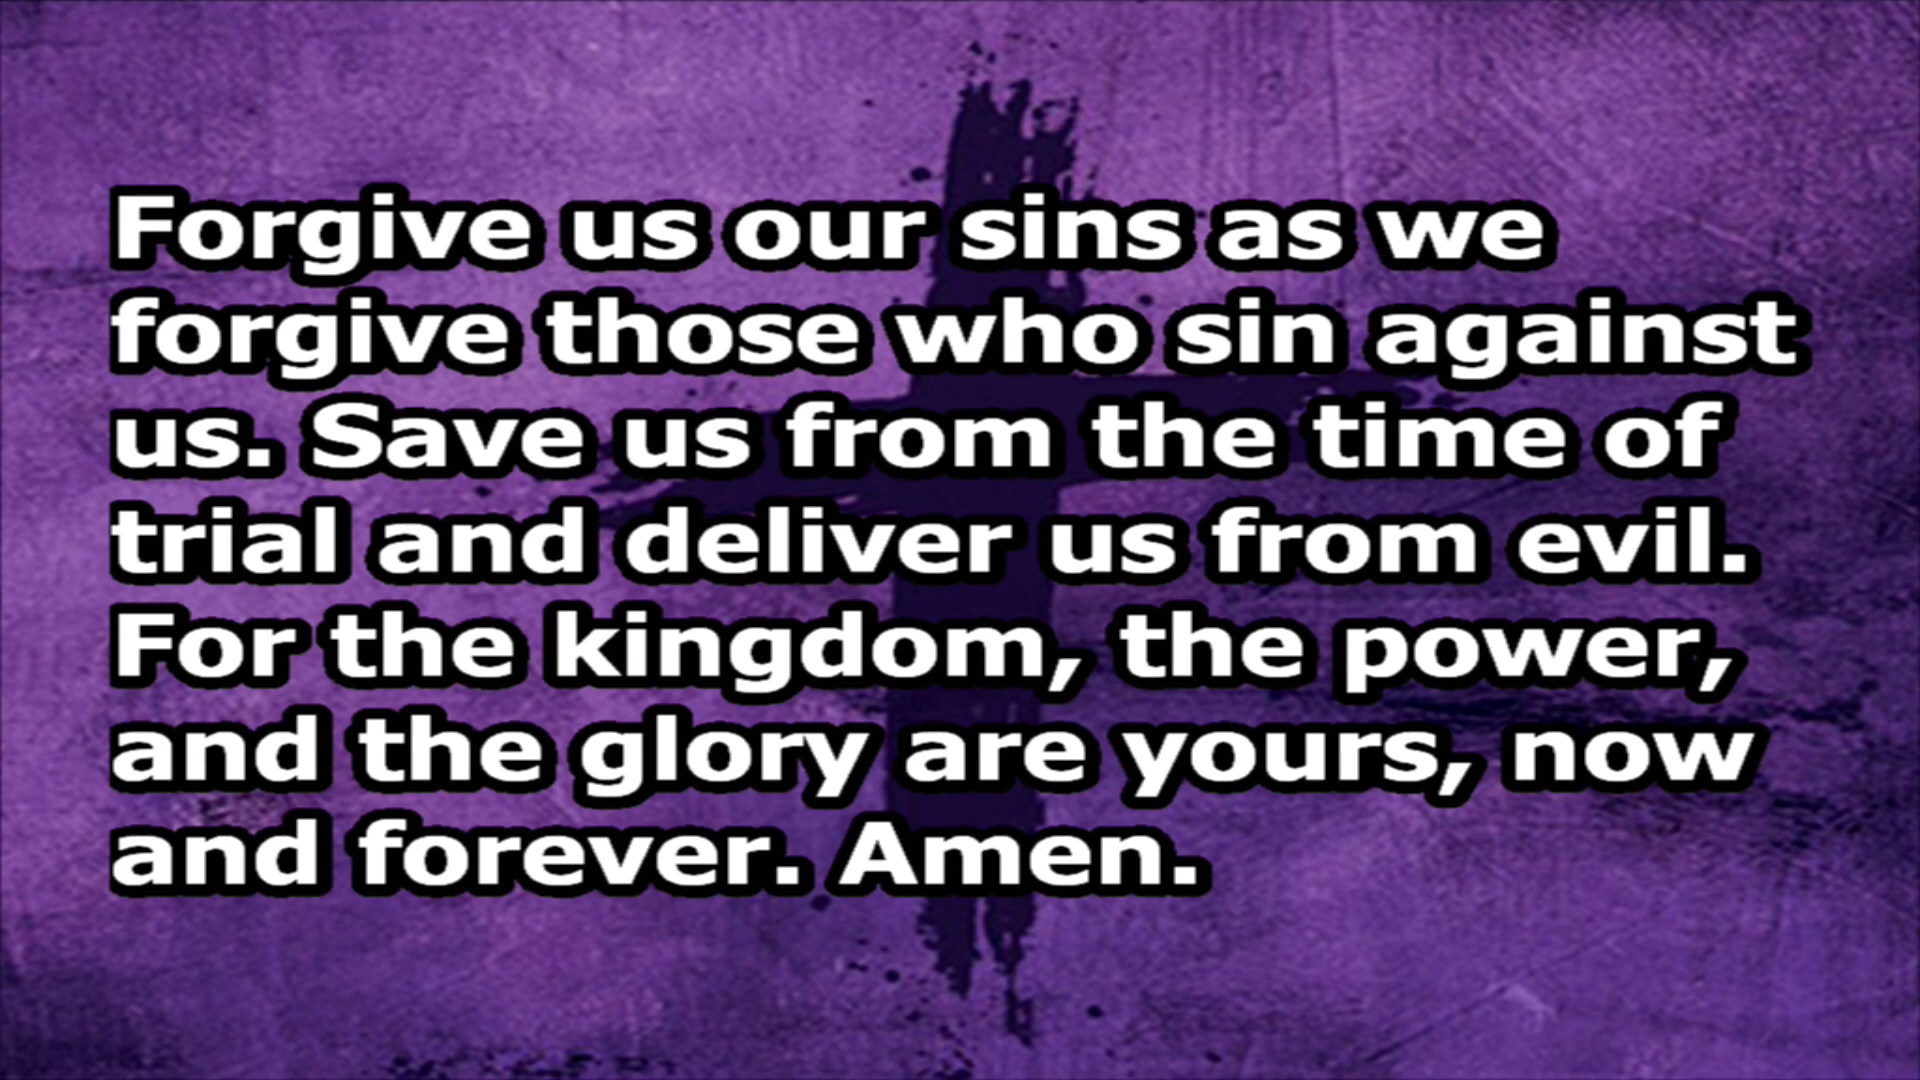 Forgive us our sins as we
forgive those who sin against
us. Save us from the time of
trial and deliver us from evil.
For the kingdom, the power,
and the glory are yours, now
and forever. Amen.